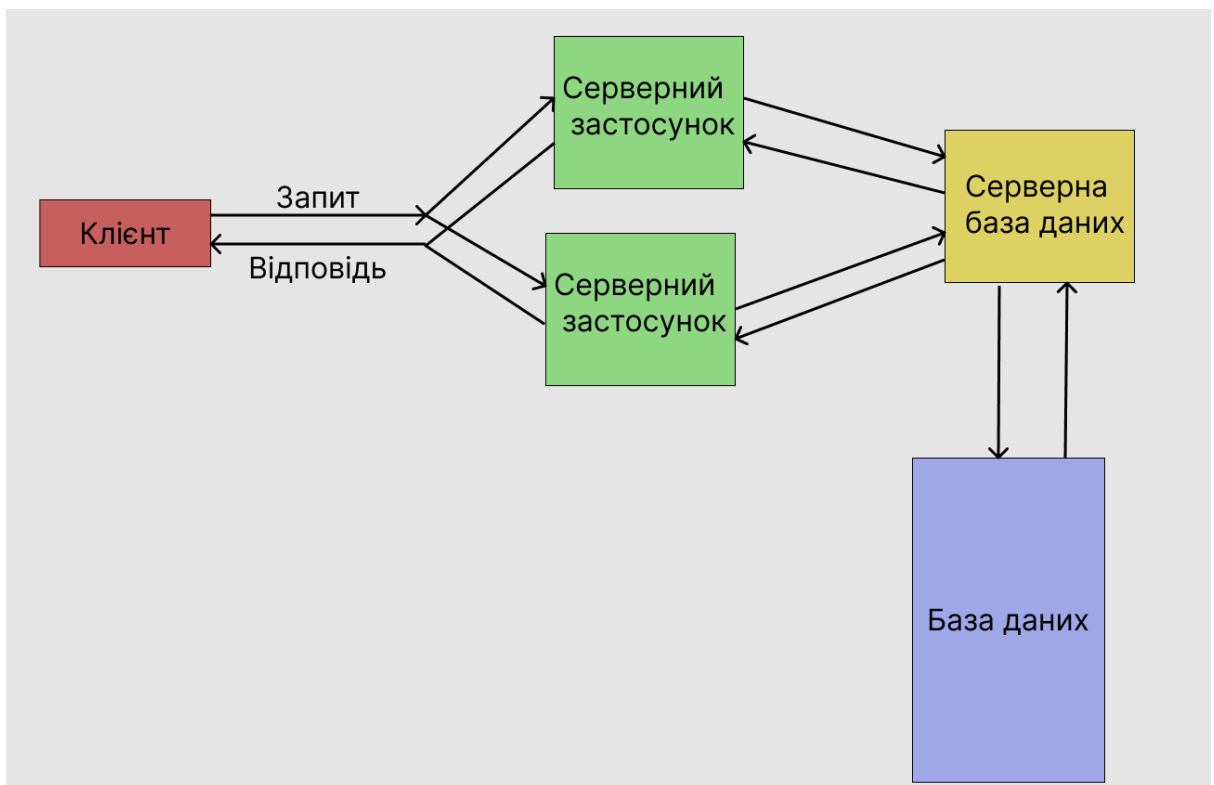 Клієнт
Запит
Відповідь
Серверний
застосунок
Серверний
застосунок
Серверна
база даних
База даних